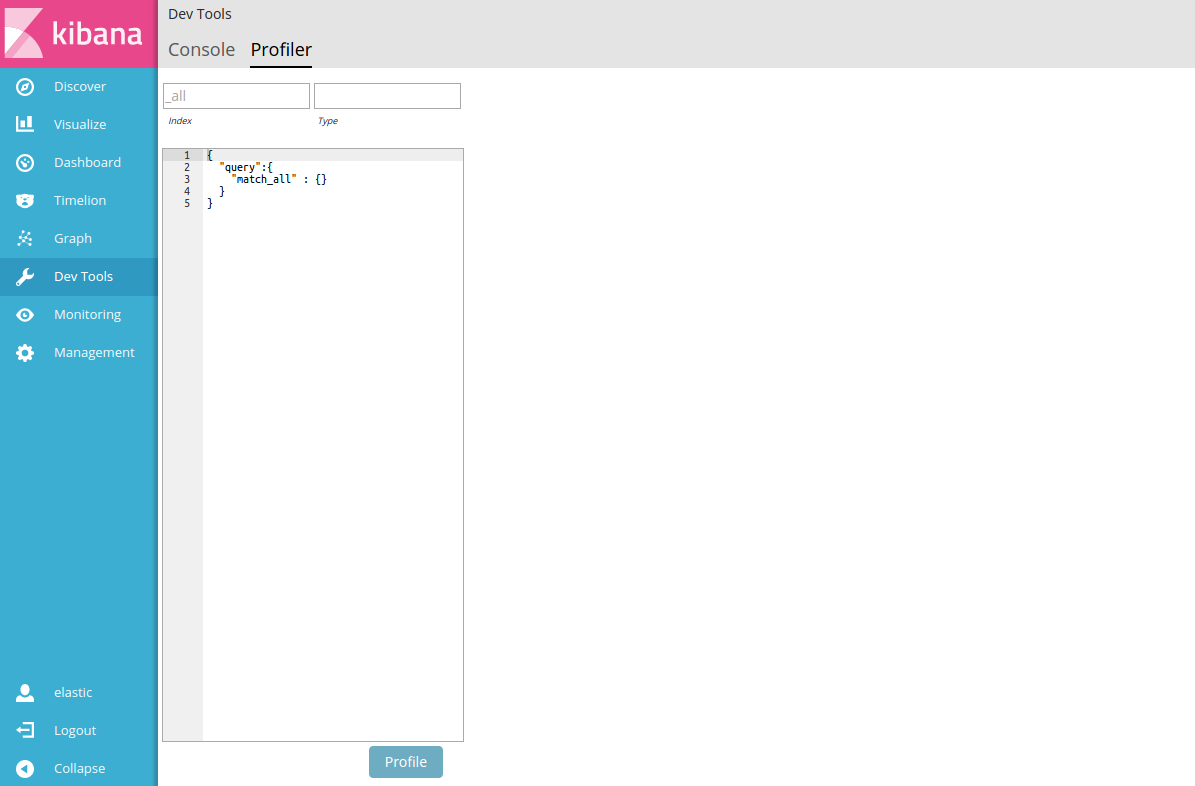 kibana
Discover
Visualize
Dashboard
Timelion
Graph
Dev Tools
Monitoring
Management
elastic
Logout
Collapse
Dev Tools
Console Profiler
_all
Index Type
1 {
2 "query":{
3 "match_all" : {}
4 }
5 }
Profile